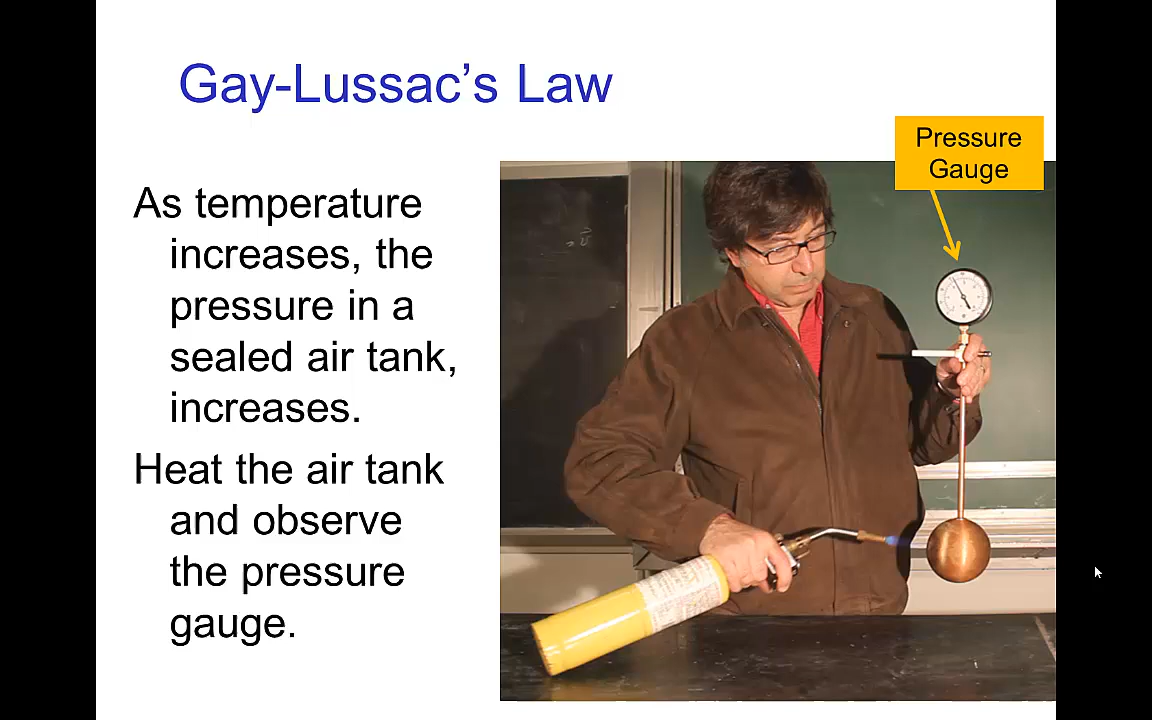 Gay-Lussac's Law
Pressure
Gauge
As temperature
increases, the
pressure in a
sealed air tank,
increases.
Heat the air tank
and observe
the pressure
gauge.